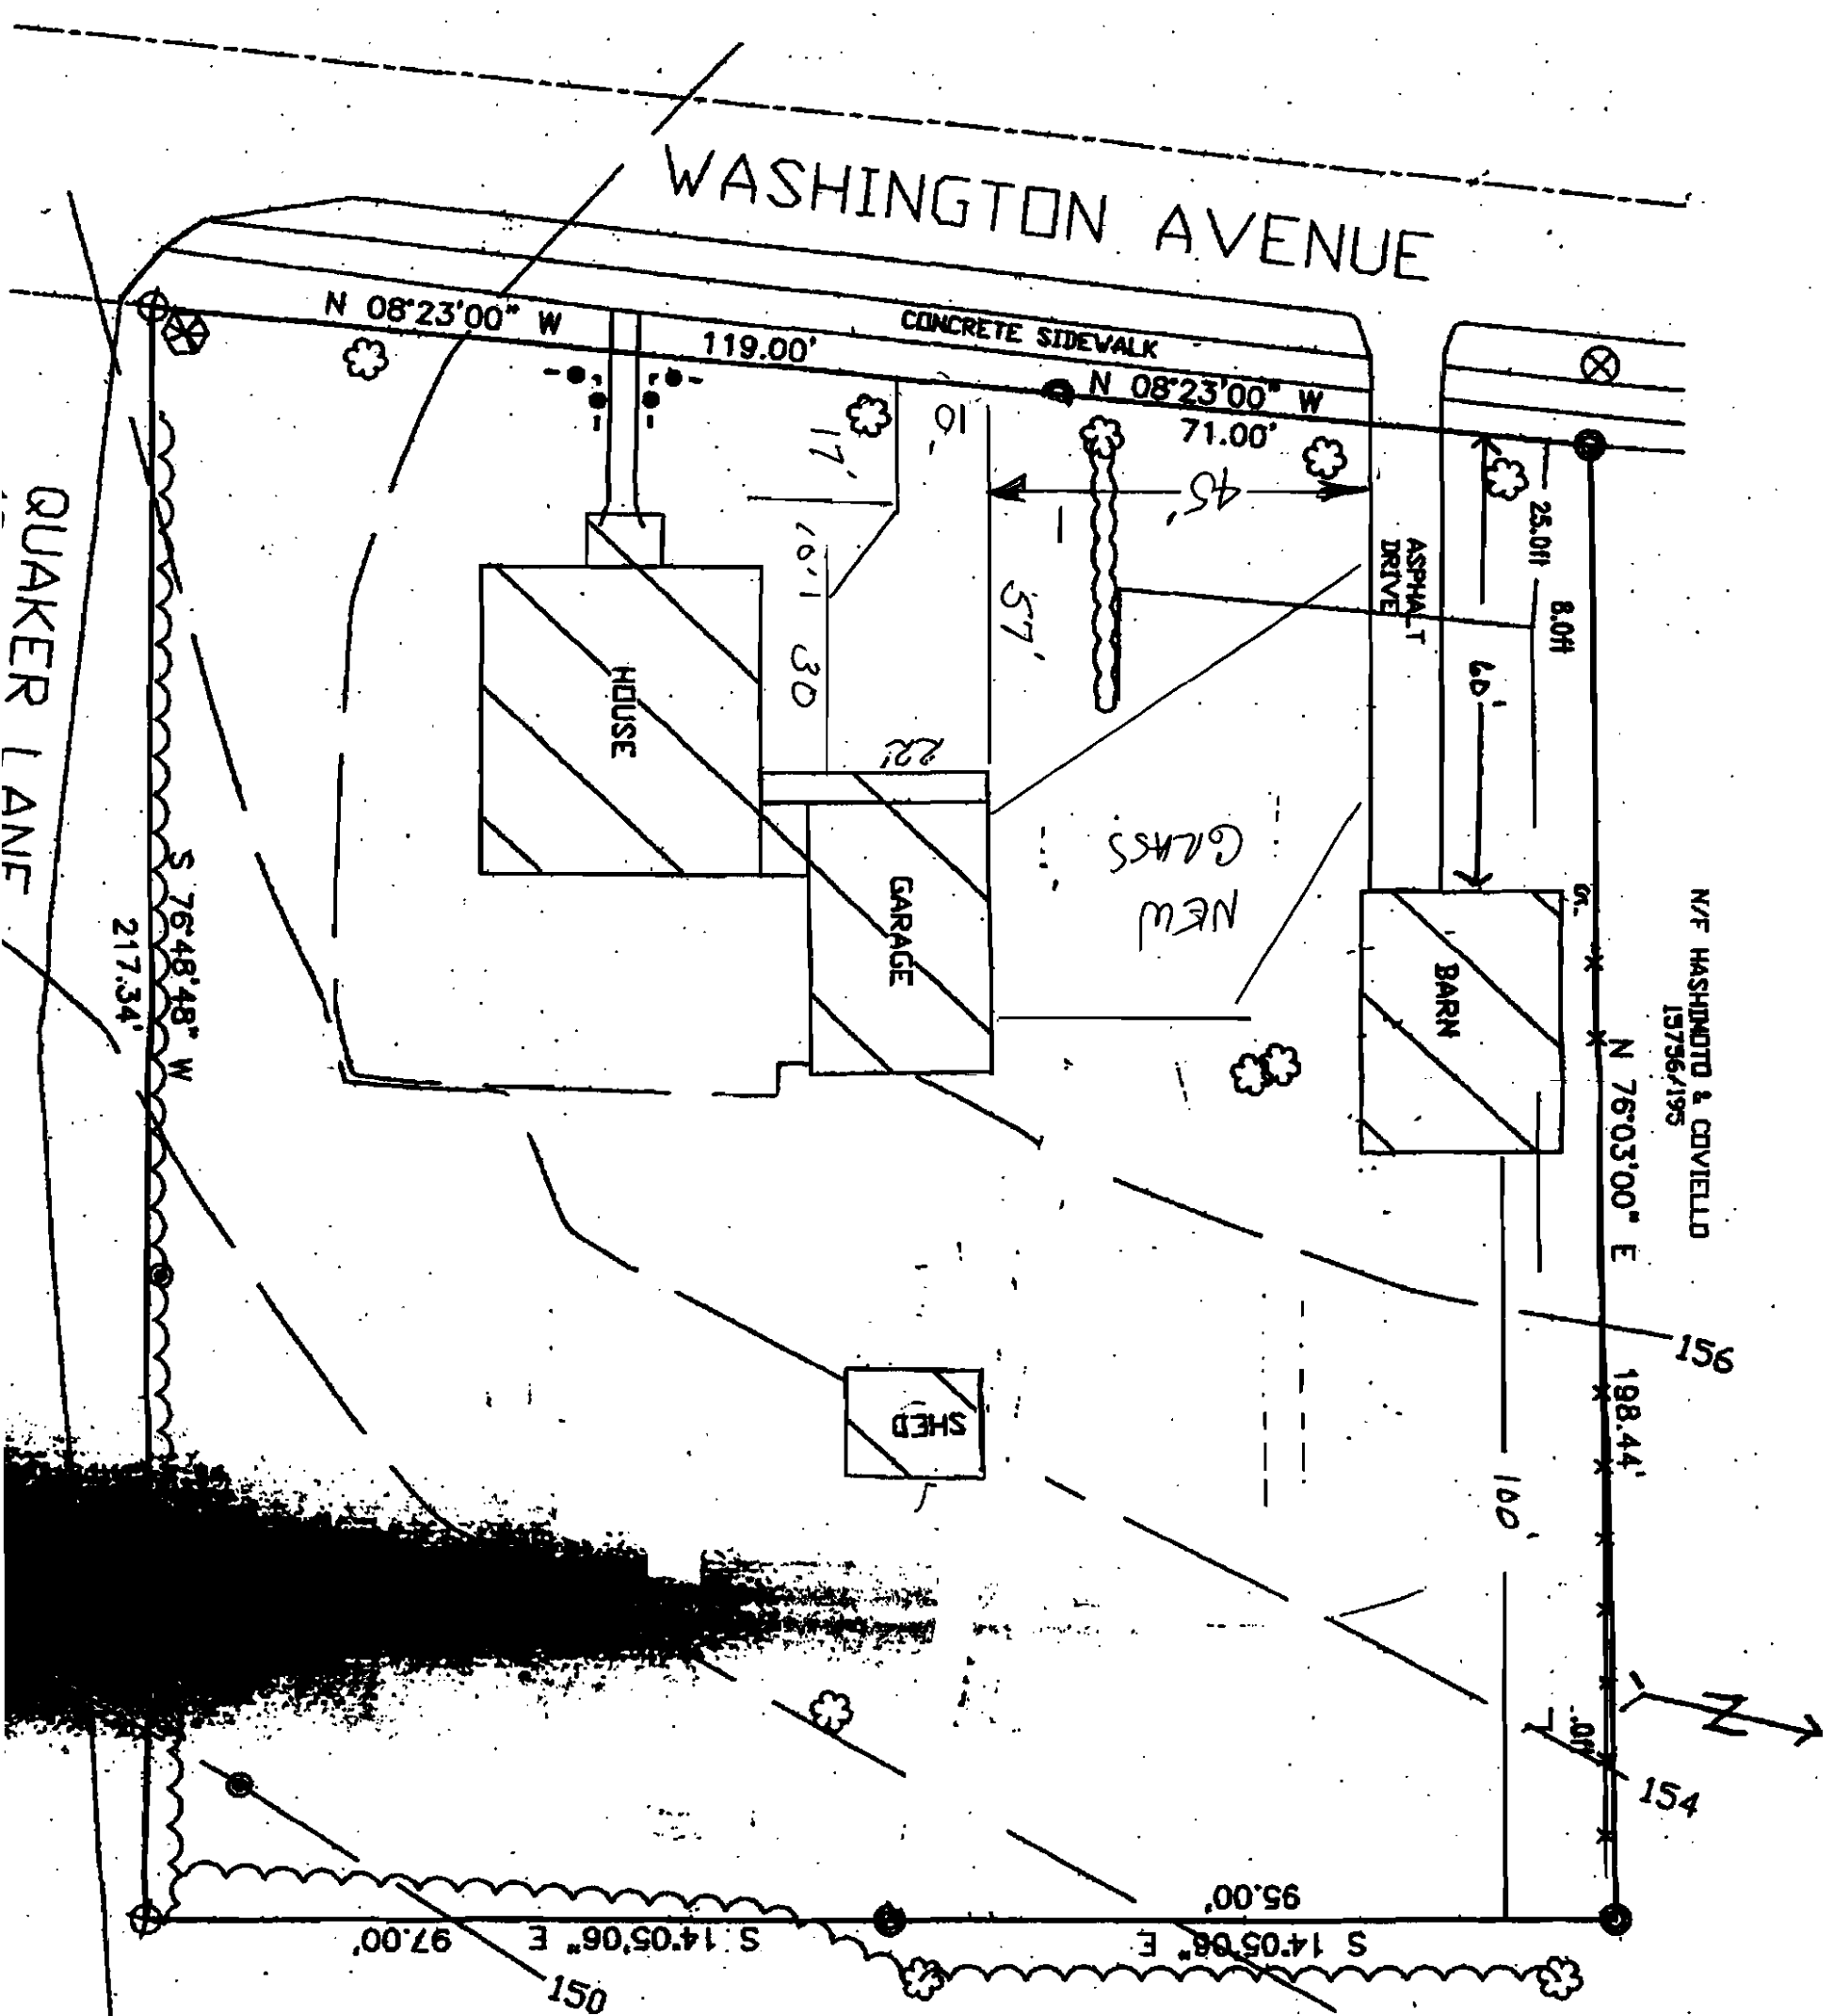 WASHINGTON AVENUE
N 08°23'00" W
119.00'
CONCRETE SIDEWALK
N 08°23'00" W
71.00'
10'
17'
45'
25.0ft
8.0ft
ASPHALT
DRIVE
60'
57'
30
22'
HOUSE
GARAGE
NEW
GRASS
BARN
N/F HASHIMOTO & COVIELLO
15756/195
N 76°03'00" E
198.44'
QUAKER LANE
S 76°48'48" W
217.34'
SHED
100'
156
154
150
N
.0ft
95.00'
S 14°05'06" E
97.00'
S 14°05'06" E